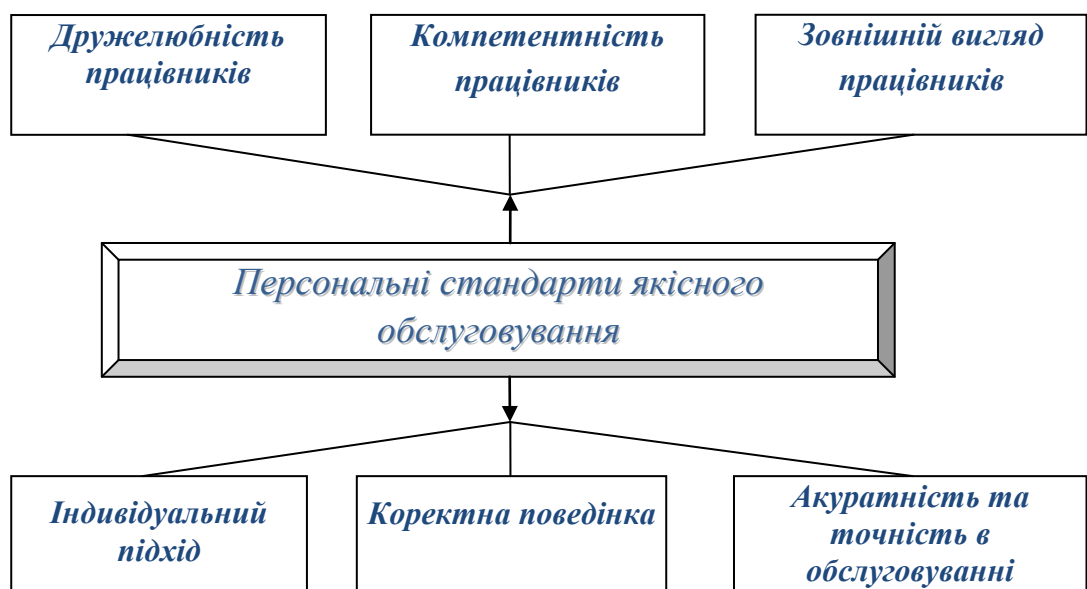 Дружелюбність
працівників
Компетентність
працівників
Зовнішній вигляд
працівників
Персональні стандарти якісного
обслуговування
Індивідуальний
підхід
Коректна поведінка
Акуратність та
точність в
обслуговуванні